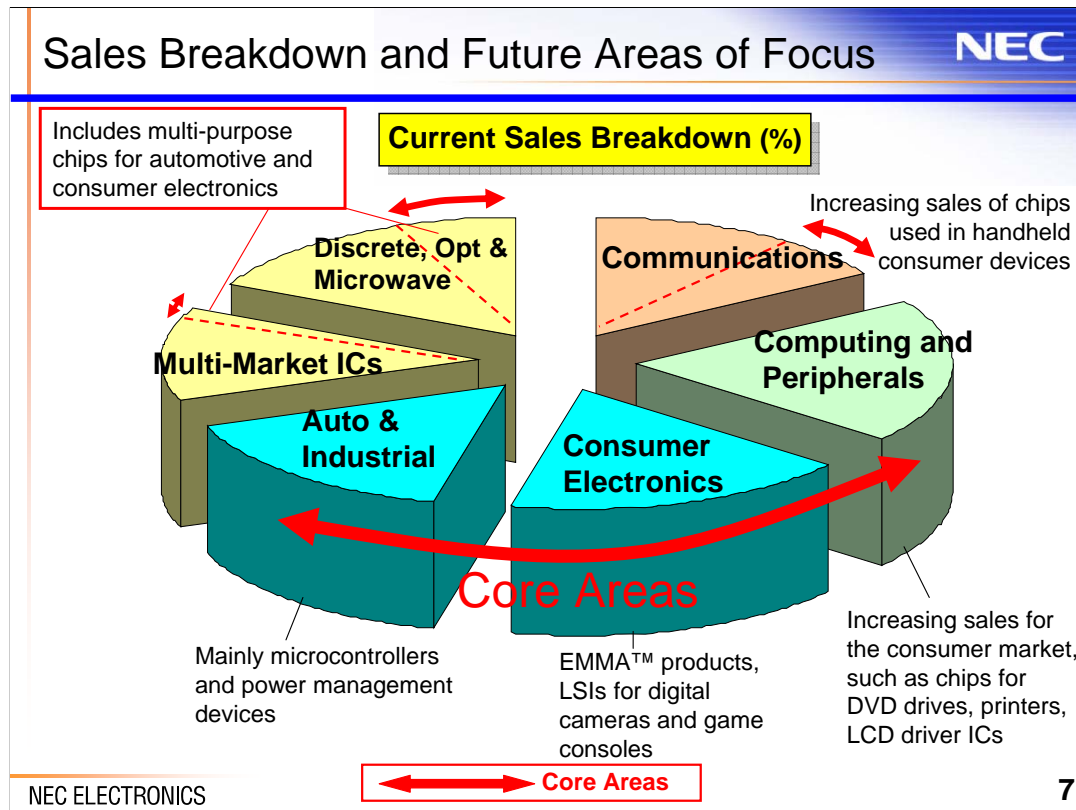 Sales Breakdown and Future Areas of Focus
NEC
Includes multi-purpose
chips for automotive and
consumer electronics
Current Sales Breakdown (%)
Increasing sales of chips
used in handheld
consumer devices
Discrete, Opt &
Microwave
Communications
Multi-Market ICs
Computing and
Peripherals
Auto &
Industrial
Consumer
Electronics
Core Areas
Mainly microcontrollers
and power management
devices
EMMA™ products,
LSIs for digital
cameras and game
consoles
Increasing sales for
the consumer market,
such as chips for
DVD drives, printers,
LCD driver ICs
Core Areas
NEC ELECTRONICS
7